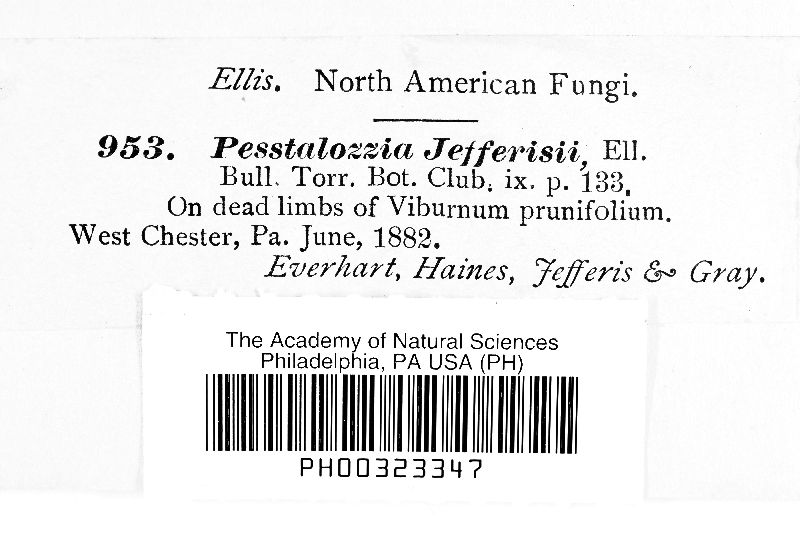 Ellis. North American Fungi.
953. Pesstalozzia Jefferisii, Ell.
Bull. Torr. Bot. Club, ix. p. 133.
On dead limbs of Viburnum prunifolium.
West Chester, Pa. June, 1882.
Everhart, Haines, Jefferis & Gray.
The Academy of Natural Sciences
Philadelphia, PA USA (PH)
PH00323347